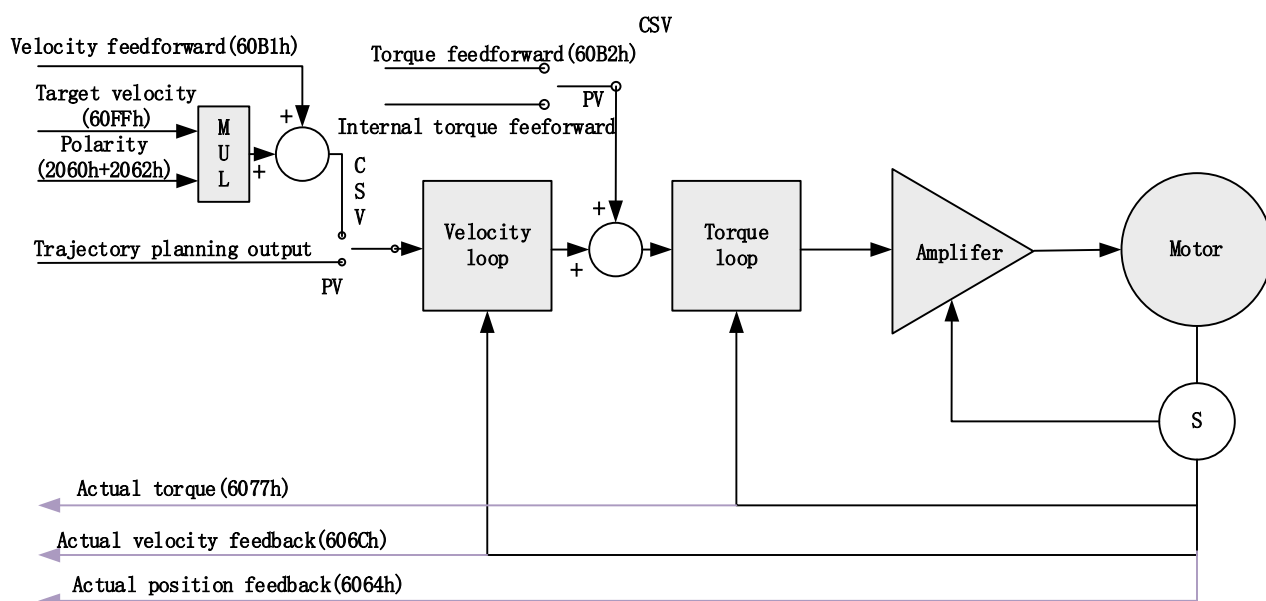 CSV
Velocity feedforward(60B1h)
Torque feedforward(60B2h)
Target velocity
(60FFh)
PV
+
M
U
L
Internal torque feeforward
Polarity
(2060h+2062h)
+
C
S
V
+
Velocity
loop
Torque
loop
Amplifer
Motor
Trajectory planning output
+
PV
S
Actual torque(6077h)
Actual velocity feedback(606Ch)
Actual position feedback(6064h)